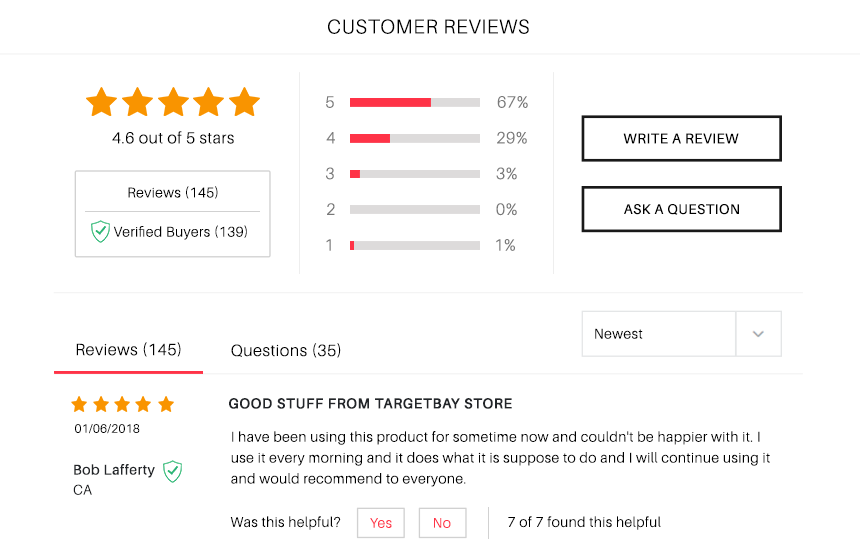 CUSTOMER REVIEWS
4.6 out of 5 stars
Reviews (145)
Verified Buyers (139)
5 67%
4 29%
3 3%
2 0%
1 1%
WRITE A REVIEW
ASK A QUESTION
Reviews (145)
Questions (35)
Newest
01/06/2018
Bob Lafferty
CA
GOOD STUFF FROM TARGETBAY STORE
I have been using this product for sometime now and couldn't be happier with it. I
use it every morning and it does what it is suppose to do and I will continue using it
and would recommend to everyone.
Was this helpful? Yes No 7 of 7 found this helpful